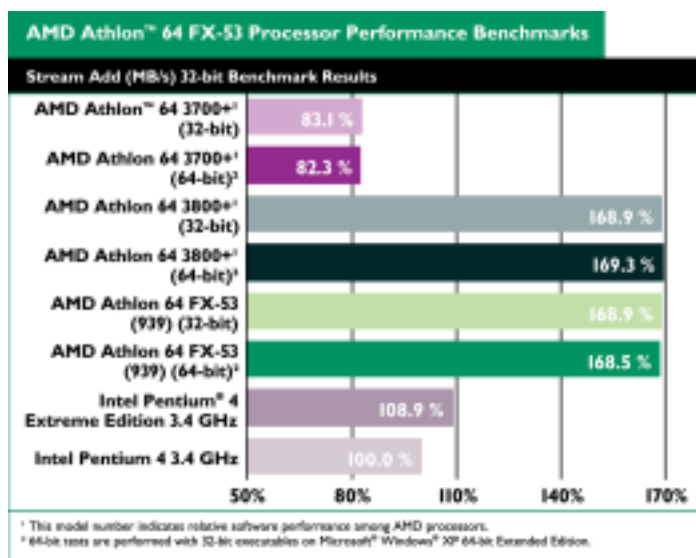 AMD Athlon™ 64 FX-53 Processor Performance Benchmarks
Stream Add (MB/s) 32-bit Benchmark Results
AMD Athlon™ 64 3700+¹
(32-bit)
83.1 %
AMD Athlon 64 3700+¹
(64-bit)²
82.3 %
AMD Athlon 64 3800+¹
(32-bit)
168.9 %
AMD Athlon 64 3800+¹
(64-bit)²
169.3 %
AMD Athlon 64 FX-53
(939) (32-bit)
168.9 %
AMD Athlon 64 FX-53
(939) (64-bit)²
168.5 %
Intel Pentium® 4
Extreme Edition 3.4 GHz
108.9 %
Intel Pentium 4 3.4 GHz
100.0 %
50% 80% 110% 140% 170%
¹ This model number indicates relative software performance among AMD processors.
² 64-bit tests are performed with 32-bit executables on Microsoft® Windows® XP 64-bit Extended Edition.